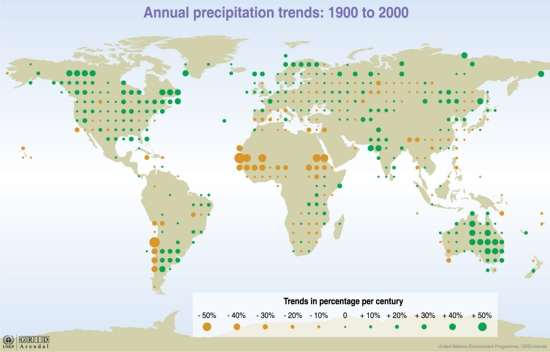 Annual precipitation trends: 1900 to 2000
Trends in percentage per century
- 50% - 40% - 30% - 20% - 10% 0 + 10% + 20% + 30% + 40% + 50%
UNEP
GRID
Arendal
United Nations Environment Programme / GRID Arendal